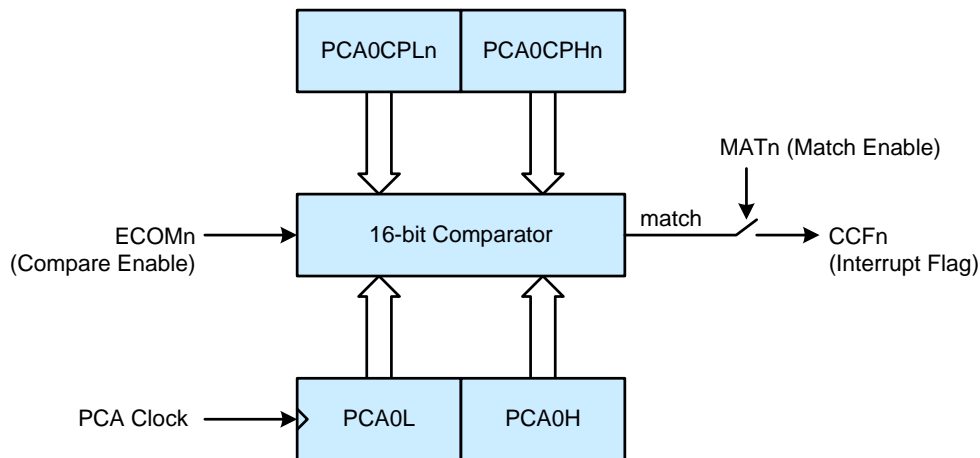 PCA0CPLn
PCA0CPHn
MATn (Match Enable)
ECOMn
(Compare Enable)
16-bit Comparator
match
CCFn
(Interrupt Flag)
PCA Clock
PCA0L
PCA0H